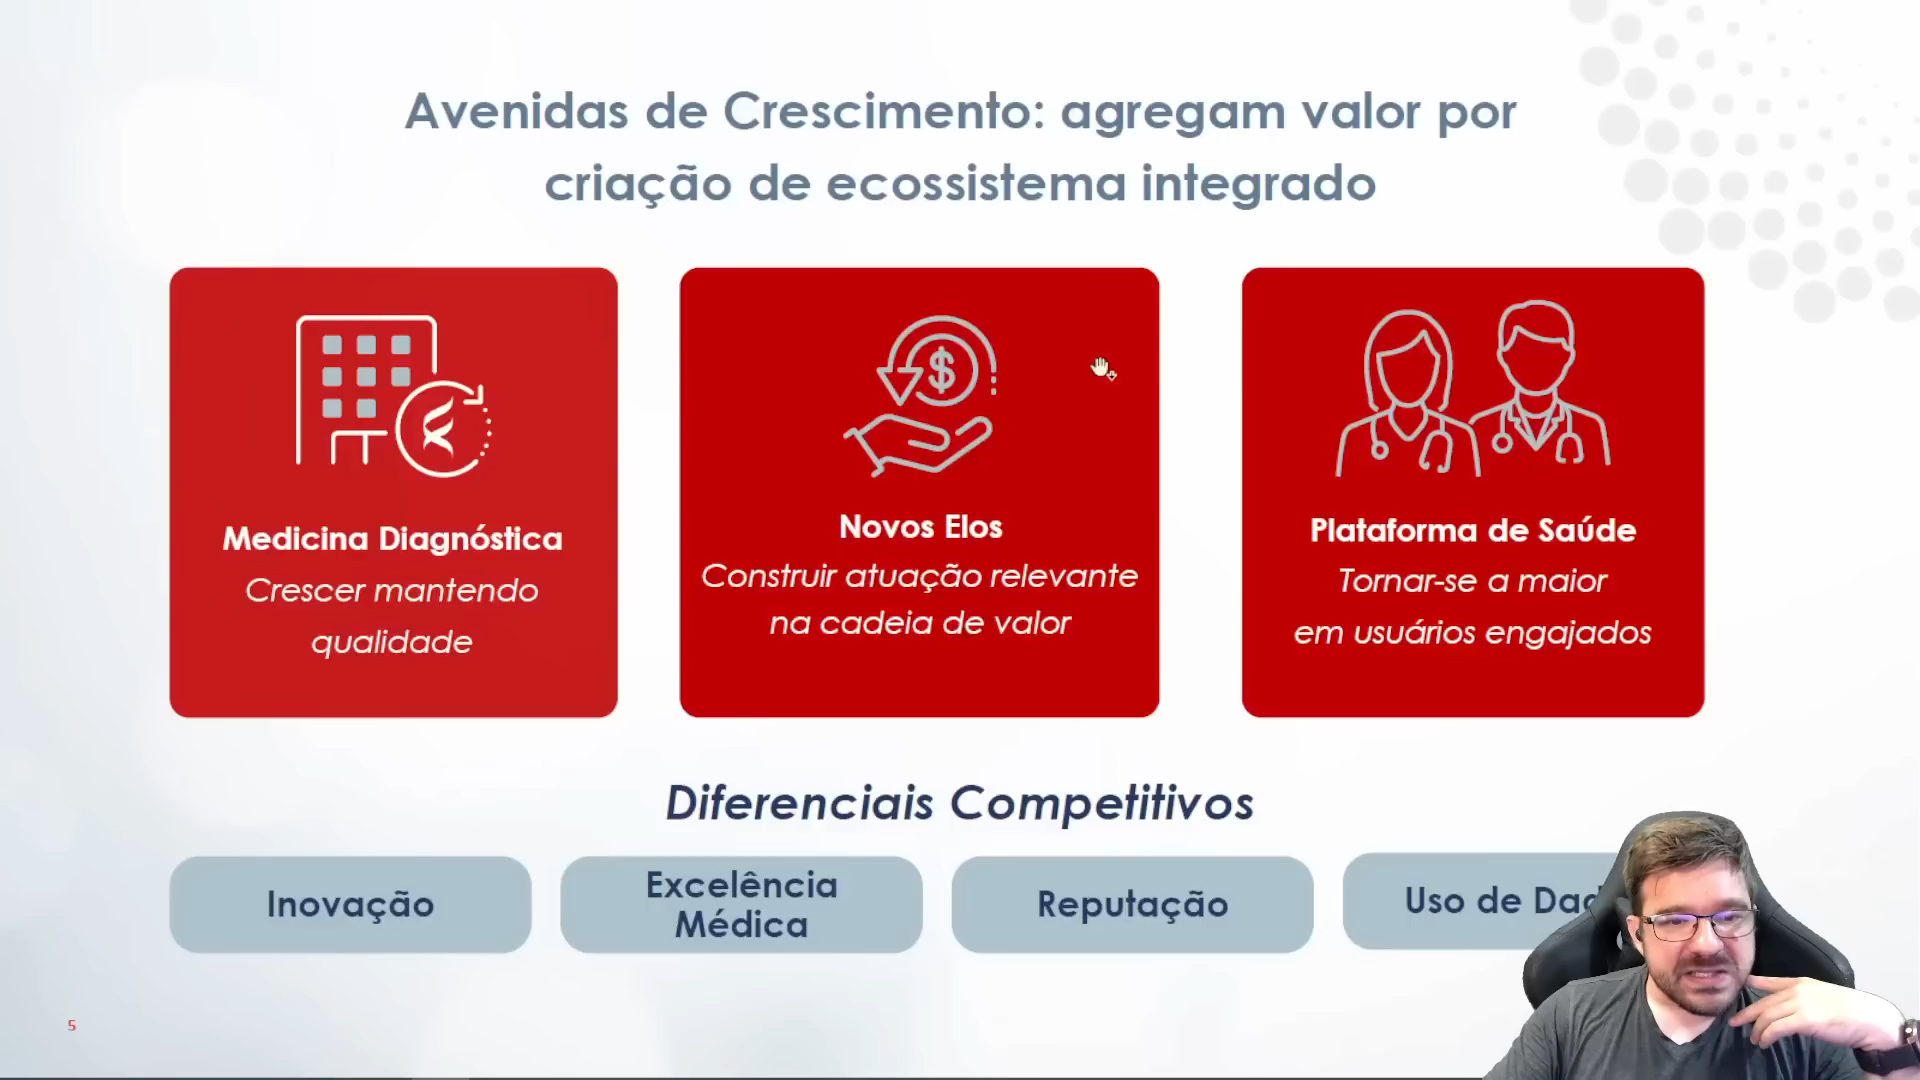 Avenidas de Crescimento: agregam valor por
criação de ecossistema integrado
Medicina Diagnóstica
Crescer mantendo
qualidade
Novos Elos
Construir atuação relevante
na cadeia de valor
Plataforma de Saúde
Tornar-se a maior
em usuários engajados
Diferenciais Competitivos
Inovação
Excelência
Médica
Reputação
Uso de
5